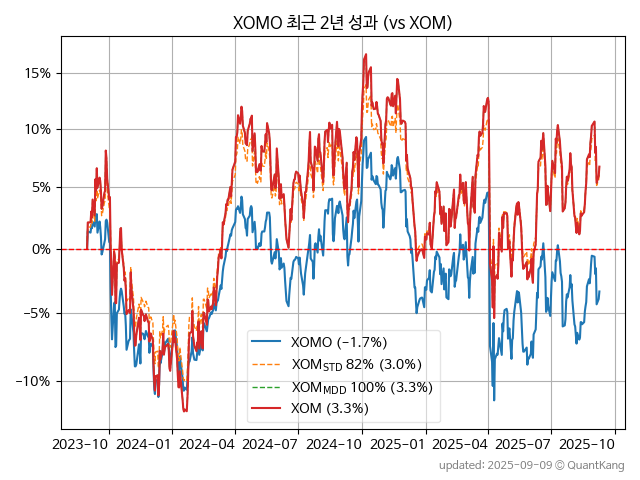 XOMO 최근 2년 성과 (vs XOM)
15%
10%
5%
0%
−5%
−10%
XOMO (−1.7%)
XOM_STD 82% (3.0%)
XOM_MDD 100% (3.3%)
XOM (3.3%)
2023-10 2024-01 2024-04 2024-07 2024-10 2025-01 2025-04 2025-07 2025-10
updated: 2025-09-09 © QuantKang